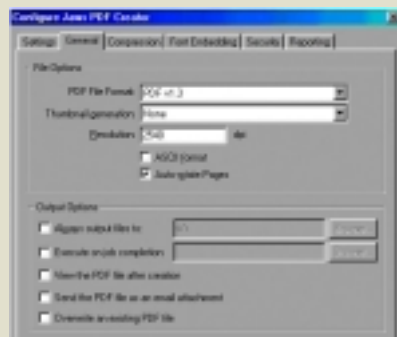 Configure Jaws PDF Creator
Settings General Compression Font Embedding Security Reporting
File Options
PDF File Format: PDF v1.3
Thumbnail generation: None
Resolution: 2540 dpi
ASCII format
Auto-rotate Pages
Output Options
Always output files to:
Execute on job completion:
View the PDF file after creation
Send the PDF file as an email attachment
Overwrite an existing PDF file